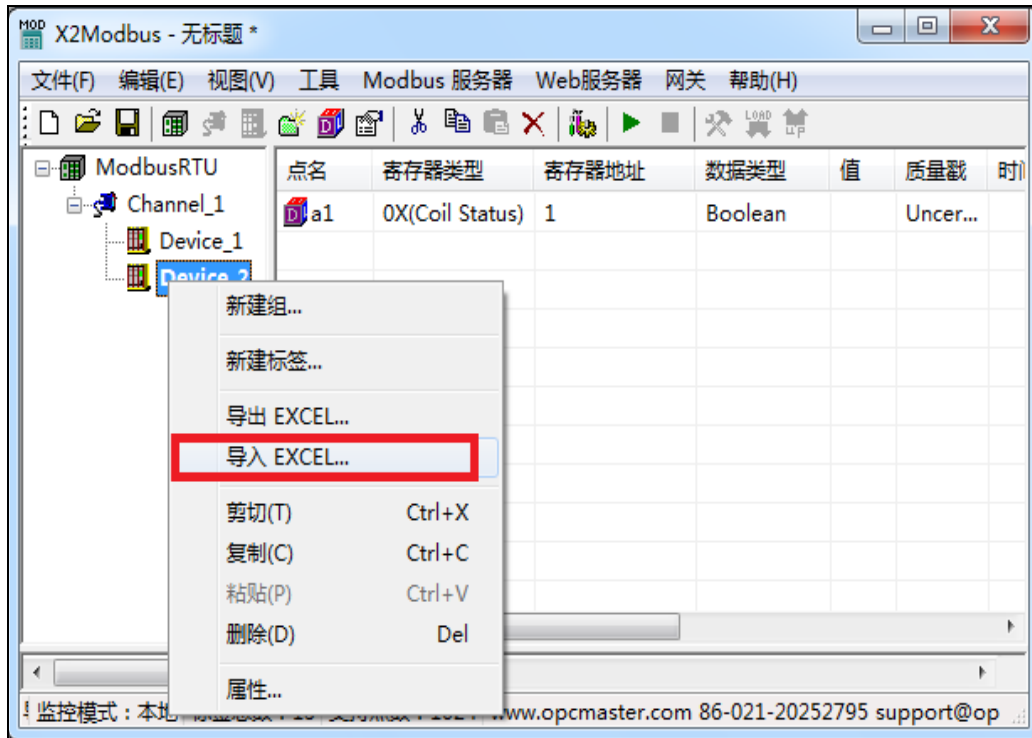 MOD X2Modbus - 无标题 *
文件(F) 编辑(E) 视图(V) 工具 Modbus 服务器 Web服务器 网关 帮助(H)
LOAD UP
ModbusRTU
Channel_1
Device_1
Device_2
点名 寄存器类型 寄存器地址 数据类型 值 质量戳
a1 0X(Coil Status) 1 Boolean Uncer...
新建组...
新建标签...
导出 EXCEL...
导入 EXCEL...
剪切(T) Ctrl+X
复制(C) Ctrl+C
粘贴(P) Ctrl+V
删除(D) Del
属性...
监控模式：本地 www.opcmaster.com 86-021-20252795 support@op